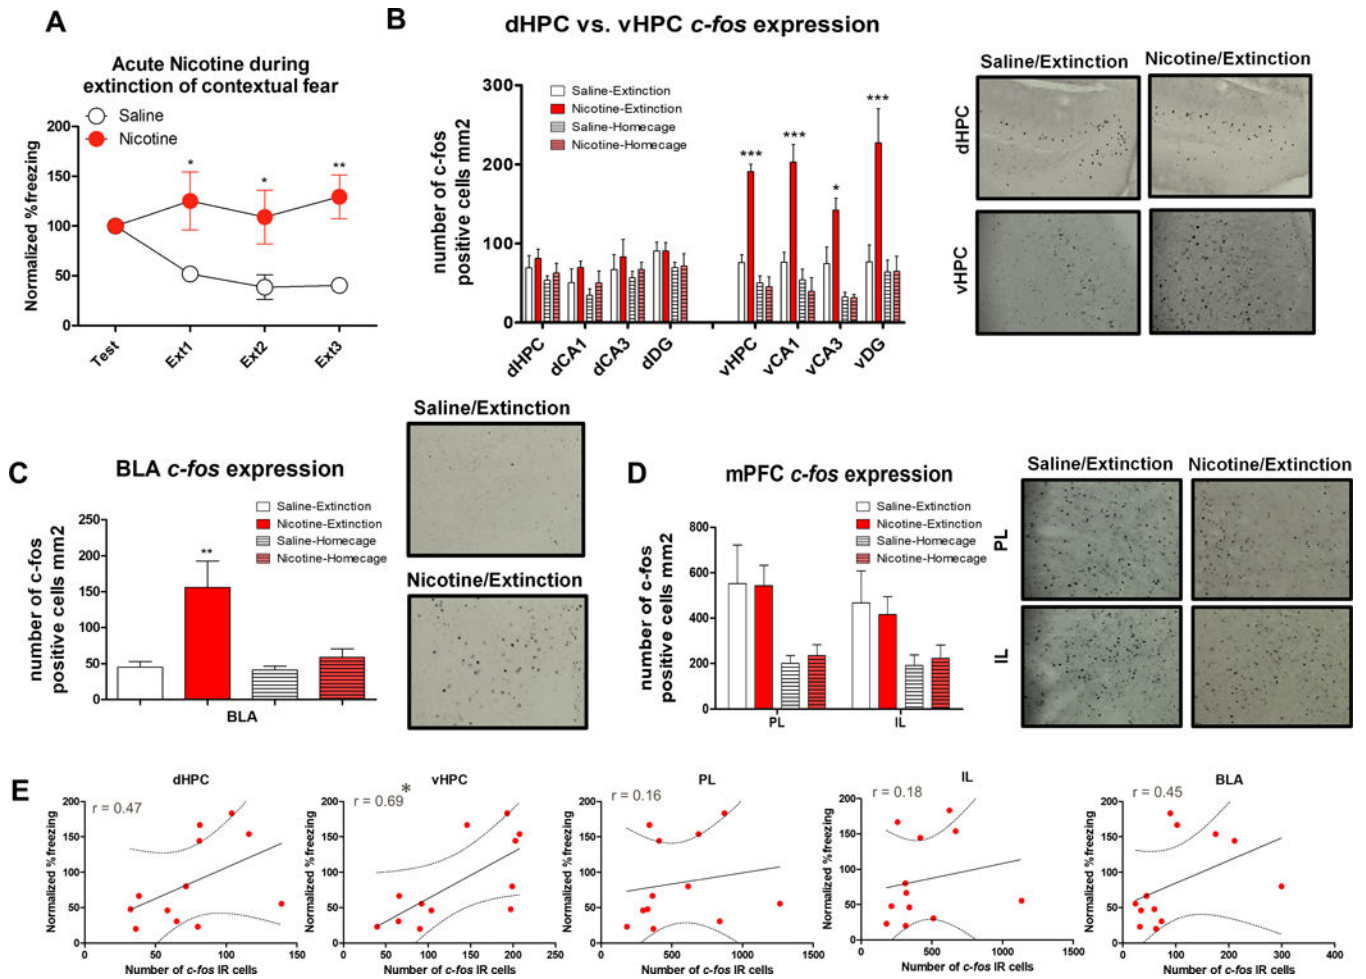 A
Acute Nicotine during
extinction of contextual fear
Saline
Nicotine
Normalized %freezing
200
150
100
50
0
*
*
**
Test
Ext1
Ext2
Ext3
B
dHPC vs. vHPC c-fos expression
number of c-fos
positive cells mm2
300
200
100
0
Saline-Extinction
Nicotine-Extinction
Saline-Homecage
Nicotine-Homecage
***
***
*
***
dHPC
dCA1
dCA3
dDG
vHPC
vCA1
vCA3
vDG
Saline/Extinction
Nicotine/Extinction
dHPC
vHPC
C
BLA c-fos expression
number of c-fos
positive cells mm2
250
200
150
100
50
0
Saline-Extinction
Nicotine-Extinction
Saline-Homecage
Nicotine-Homecage
**
BLA
Saline/Extinction
Nicotine/Extinction
D
mPFC c-fos expression
number of c-fos
positive cells mm2
800
600
400
200
0
Saline-Extinction
Nicotine-Extinction
Saline-Homecage
Nicotine-Homecage
PL
IL
Saline/Extinction
Nicotine/Extinction
PL
IL
E
dHPC
r = 0.47
Normalized %freezing
200
150
100
50
0
0 50 100 150
Number of c-fos IR cells
vHPC
r = 0.69 *
Normalized %freezing
200
150
100
50
0
0 50 100 150 200 250
Number of c-fos IR cells
PL
r = 0.16
Normalized %freezing
200
150
100
50
0
0 500 1000 1500
Number of c-fos IR cells
IL
r = 0.18
Normalized %freezing
200
150
100
50
0
0 500 1000 1500
Number of c-fos IR cells
BLA
r = 0.45
Normalized %freezing
200
150
100
50
0
0 100 200 300 400
Number of c-fos IR cells